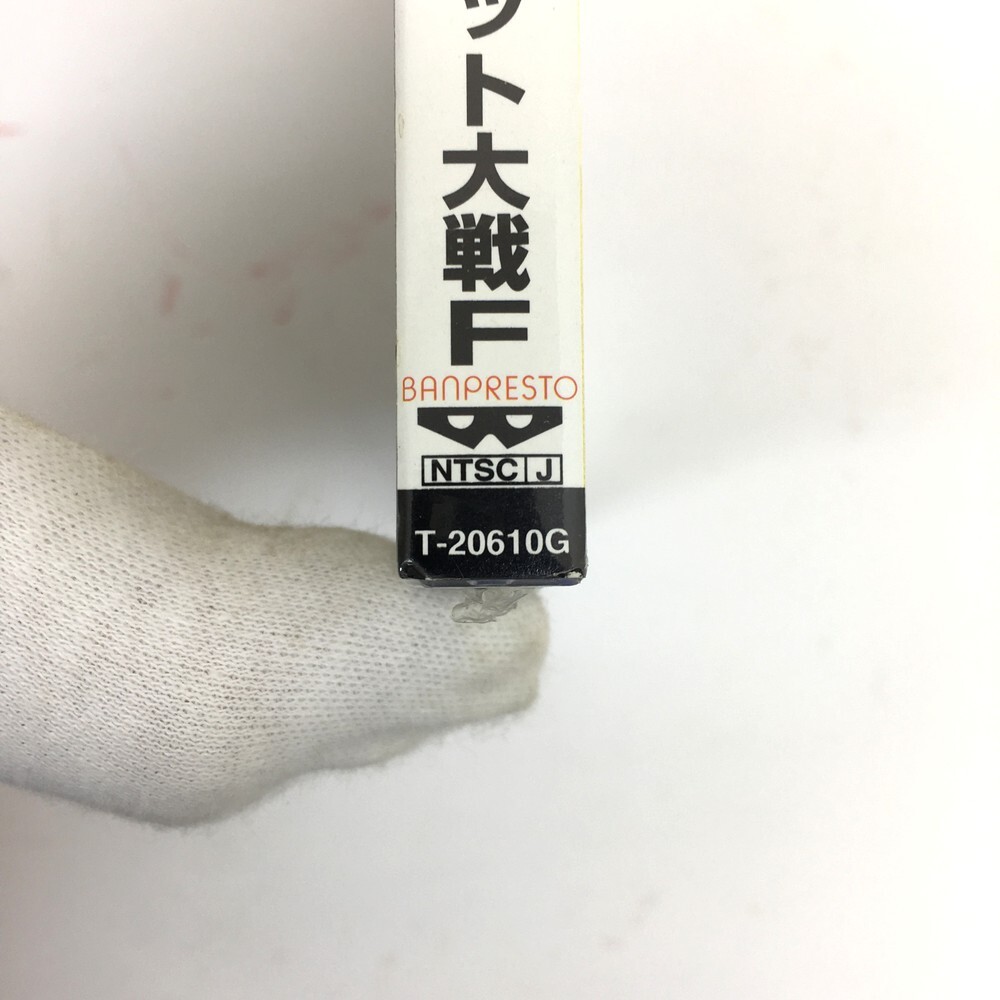 ット大戦F
BANPRESTO
NTSC J
T-20610G